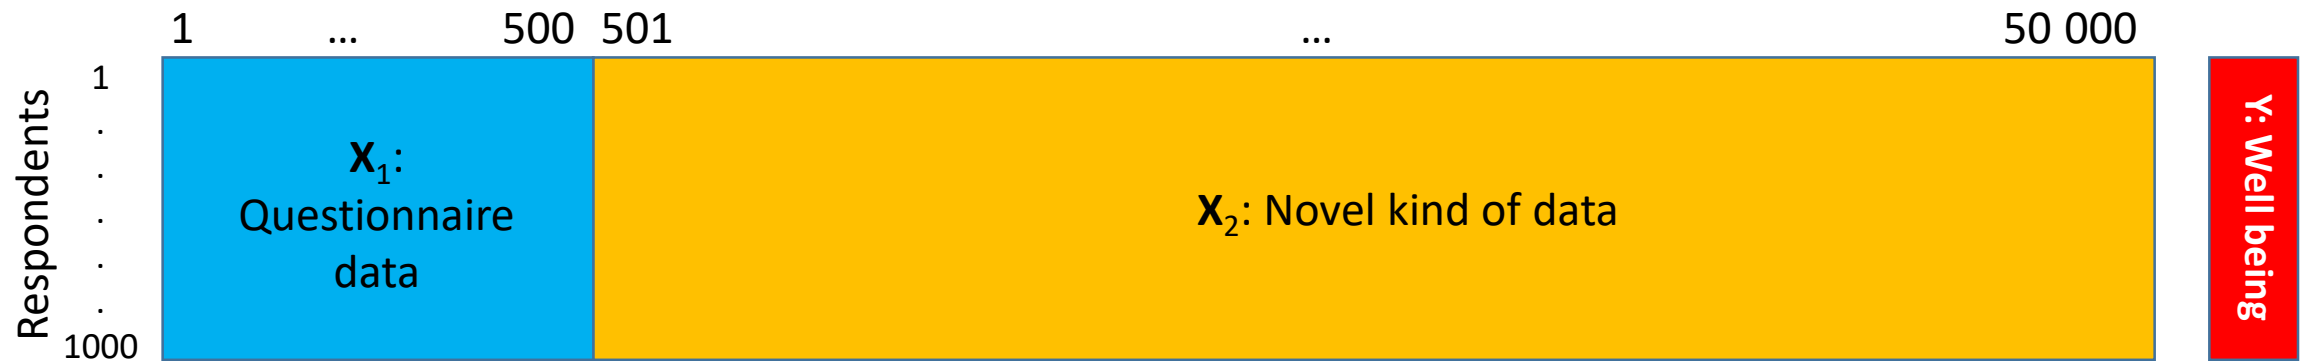 1 ... 500 501 ... 50 000
Respondents
1
.
.
.
.
.
1000
X1:
Questionnaire
data
X2: Novel kind of data
Y: Well being